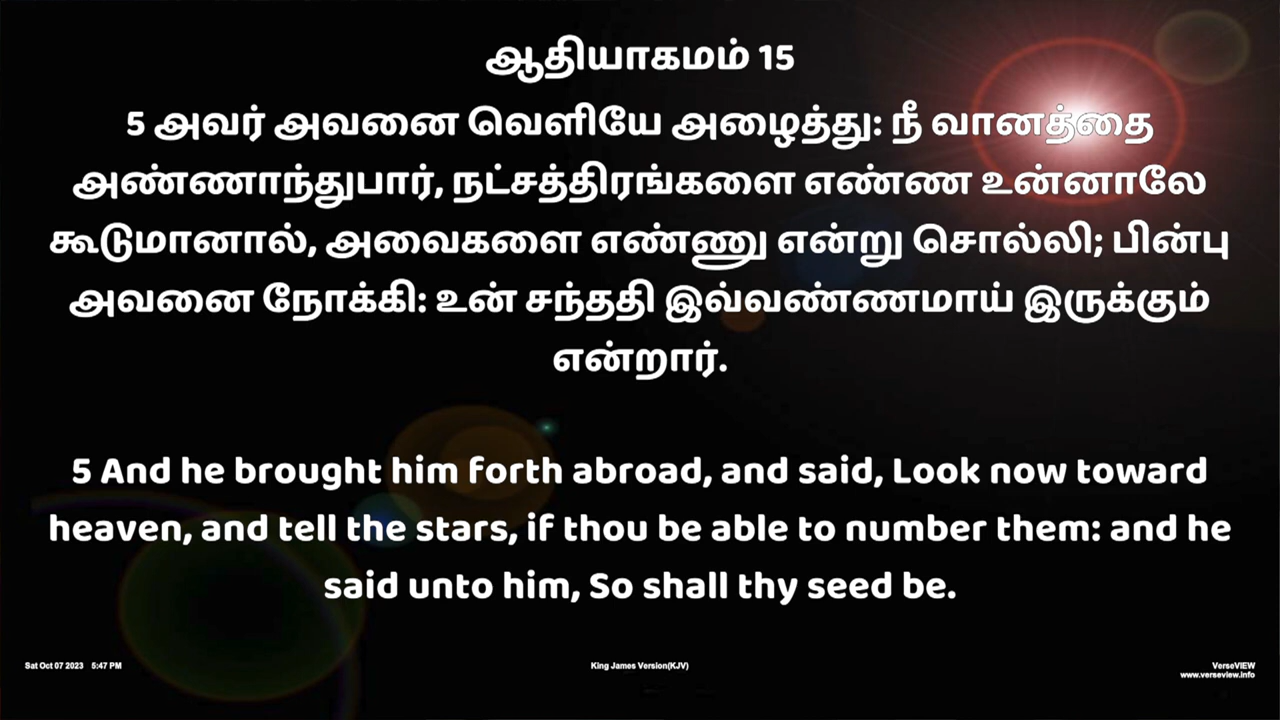 ஆதியாகமம் 15
5 அவர் அவனை வெளியே அழைத்து: நீ வானத்தை
அண்ணாந்துபார், நட்சத்திரங்களை எண்ண உன்னாலே
கூடுமானால், அவைகளை எண்ணு என்று சொல்லி; பின்பு
அவனை நோக்கி: உன் சந்ததி இவ்வண்ணமாய் இருக்கும்
என்றார்.
5 And he brought him forth abroad, and said, Look now toward
heaven, and tell the stars, if thou be able to number them: and he
said unto him, So shall thy seed be.
Sat Oct 07 2023 5:47 PM
King James Version(KJV)
VerseVIEW
www.verseview.info